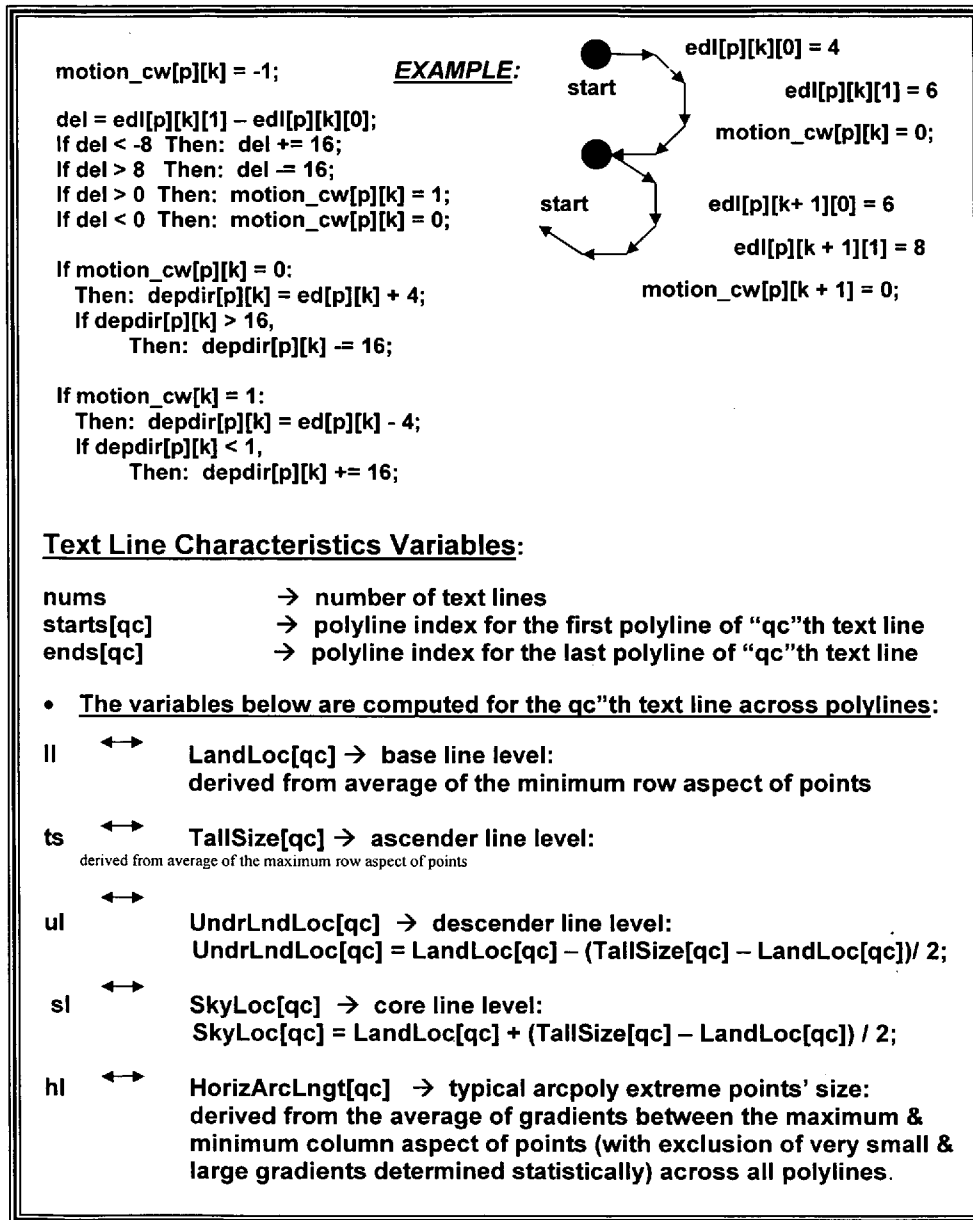 motion_cw[p][k] = -1;
EXAMPLE:
start
edl[p][k][0] = 4
edl[p][k][1] = 6
motion_cw[p][k] = 0;
start
edl[p][k+ 1][0] = 6
edl[p][k + 1][1] = 8
motion_cw[p][k + 1] = 0;
del = edl[p][k][1] – edl[p][k][0];
If del < -8 Then: del += 16;
If del > 8 Then: del -= 16;
If del > 0 Then: motion_cw[p][k] = 1;
If del < 0 Then: motion_cw[p][k] = 0;
If motion_cw[p][k] = 0:
Then: depdir[p][k] = ed[p][k] + 4;
If depdir[p][k] > 16,
Then: depdir[p][k] -= 16;
If motion_cw[k] = 1:
Then: depdir[p][k] = ed[p][k] - 4;
If depdir[p][k] < 1,
Then: depdir[p][k] += 16;
Text Line Characteristics Variables:
nums → number of text lines
starts[qc] → polyline index for the first polyline of “qc”th text line
ends[qc] → polyline index for the last polyline of “qc”th text line
• The variables below are computed for the qc”th text line across polylines:
ll ↔ LandLoc[qc] → base line level:
derived from average of the minimum row aspect of points
ts ↔ TallSize[qc] → ascender line level:
derived from average of the maximum row aspect of points
ul ↔ UndrLndLoc[qc] → descender line level:
UndrLndLoc[qc] = LandLoc[qc] – (TallSize[qc] – LandLoc[qc])/ 2;
sl ↔ SkyLoc[qc] → core line level:
SkyLoc[qc] = LandLoc[qc] + (TallSize[qc] – LandLoc[qc]) / 2;
hl ↔ HorizArcLngt[qc] → typical arcpoly extreme points’ size:
derived from the average of gradients between the maximum &
minimum column aspect of points (with exclusion of very small &
large gradients determined statistically) across all polylines.